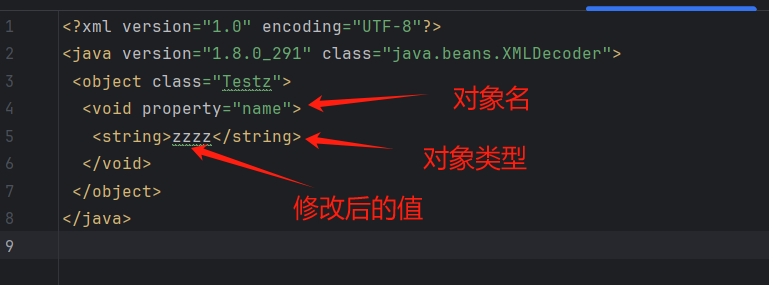 1 <?xml version="1.0" encoding="UTF-8"?>
2 <java version="1.8.0_291" class="java.beans.XMLDecoder">
3 <object class="Testz">
4 <void property="name"> 对象名
5 <string>zzzz</string> 对象类型
6 </void>
7 </object> 修改后的值
8 </java>
9